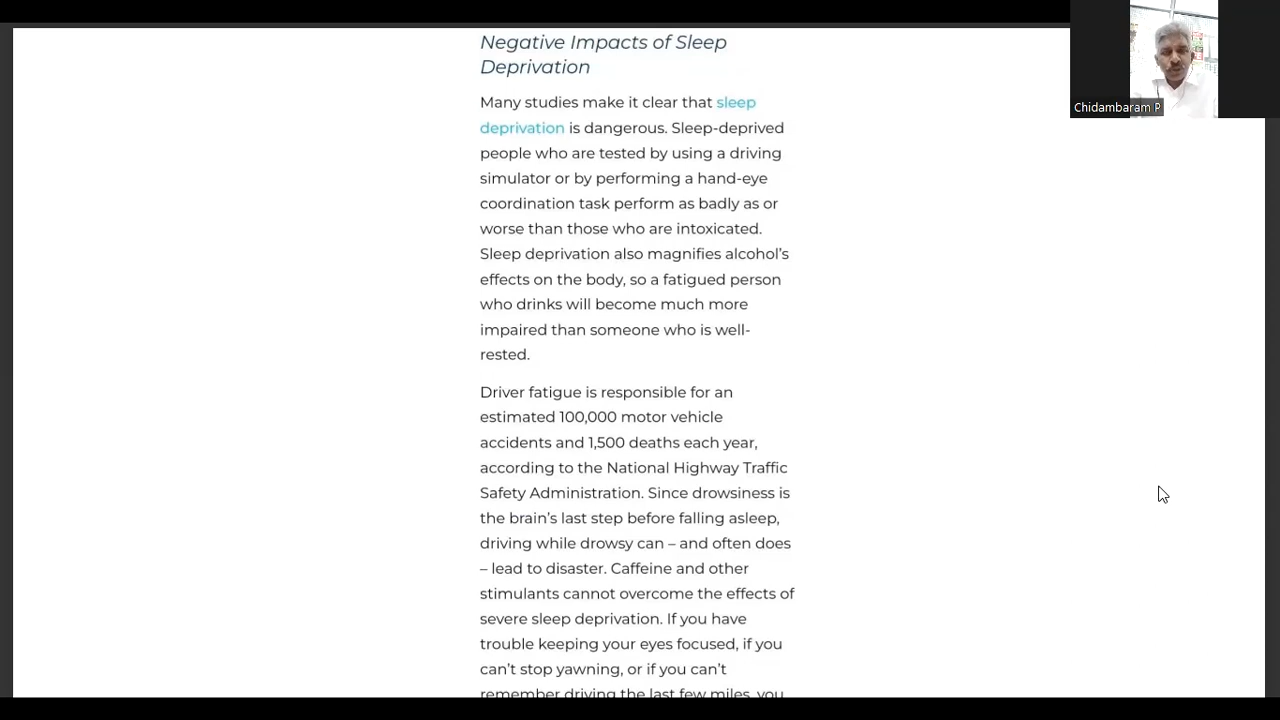 Negative Impacts of Sleep
Deprivation
Many studies make it clear that sleep
deprivation is dangerous. Sleep-deprived
people who are tested by using a driving
simulator or by performing a hand-eye
coordination task perform as badly as or
worse than those who are intoxicated.
Sleep deprivation also magnifies alcohol’s
effects on the body, so a fatigued person
who drinks will become much more
impaired than someone who is well-
rested.
Driver fatigue is responsible for an
estimated 100,000 motor vehicle
accidents and 1,500 deaths each year,
according to the National Highway Traffic
Safety Administration. Since drowsiness is
the brain’s last step before falling asleep,
driving while drowsy can – and often does
– lead to disaster. Caffeine and other
stimulants cannot overcome the effects of
severe sleep deprivation. If you have
trouble keeping your eyes focused, if you
can’t stop yawning, or if you can’t
remember driving the last few miles, you
Chidambaram P